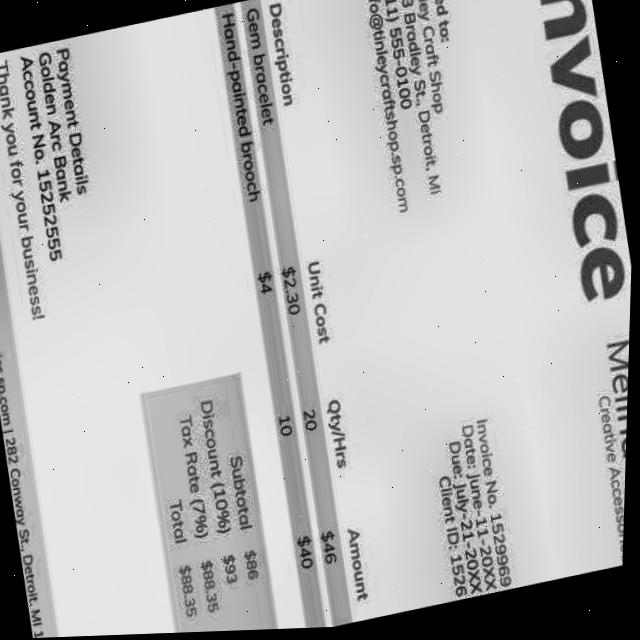 nvoice
Creative Accessor
ed to:
ley Craft Shop
3 Bradley St., Detroit, MI
11) 555-0100
fo@tinleycraftshop.sp.com
Invoice No. 1529969
Date: June-11-20XX
Due: July-21-20XX
Client ID: 1526
Description Unit Cost Qty/Hrs Amount
Gem bracelet $2.30 20 $46
Hand-painted brooch $4 10 $40
Subtotal $86
Discount (10%) $93
Tax Rate (7%) $88.35
Total $88.35
Payment Details
Golden Arc Bank
Account No. 15252555
Thank you for your business!
.sp.com | 282 Conway St., Detroit, MI 1